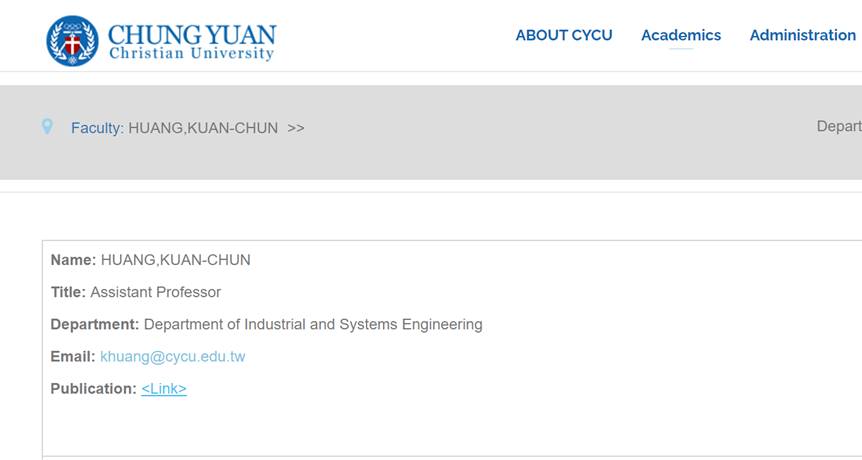 CHUNG YUAN
Christian University
ABOUT CYCU Academics Administration
Faculty: HUANG,KUAN-CHUN >>
Depart
Name: HUANG,KUAN-CHUN
Title: Assistant Professor
Department: Department of Industrial and Systems Engineering
Email: khuang@cycu.edu.tw
Publication: <Link>